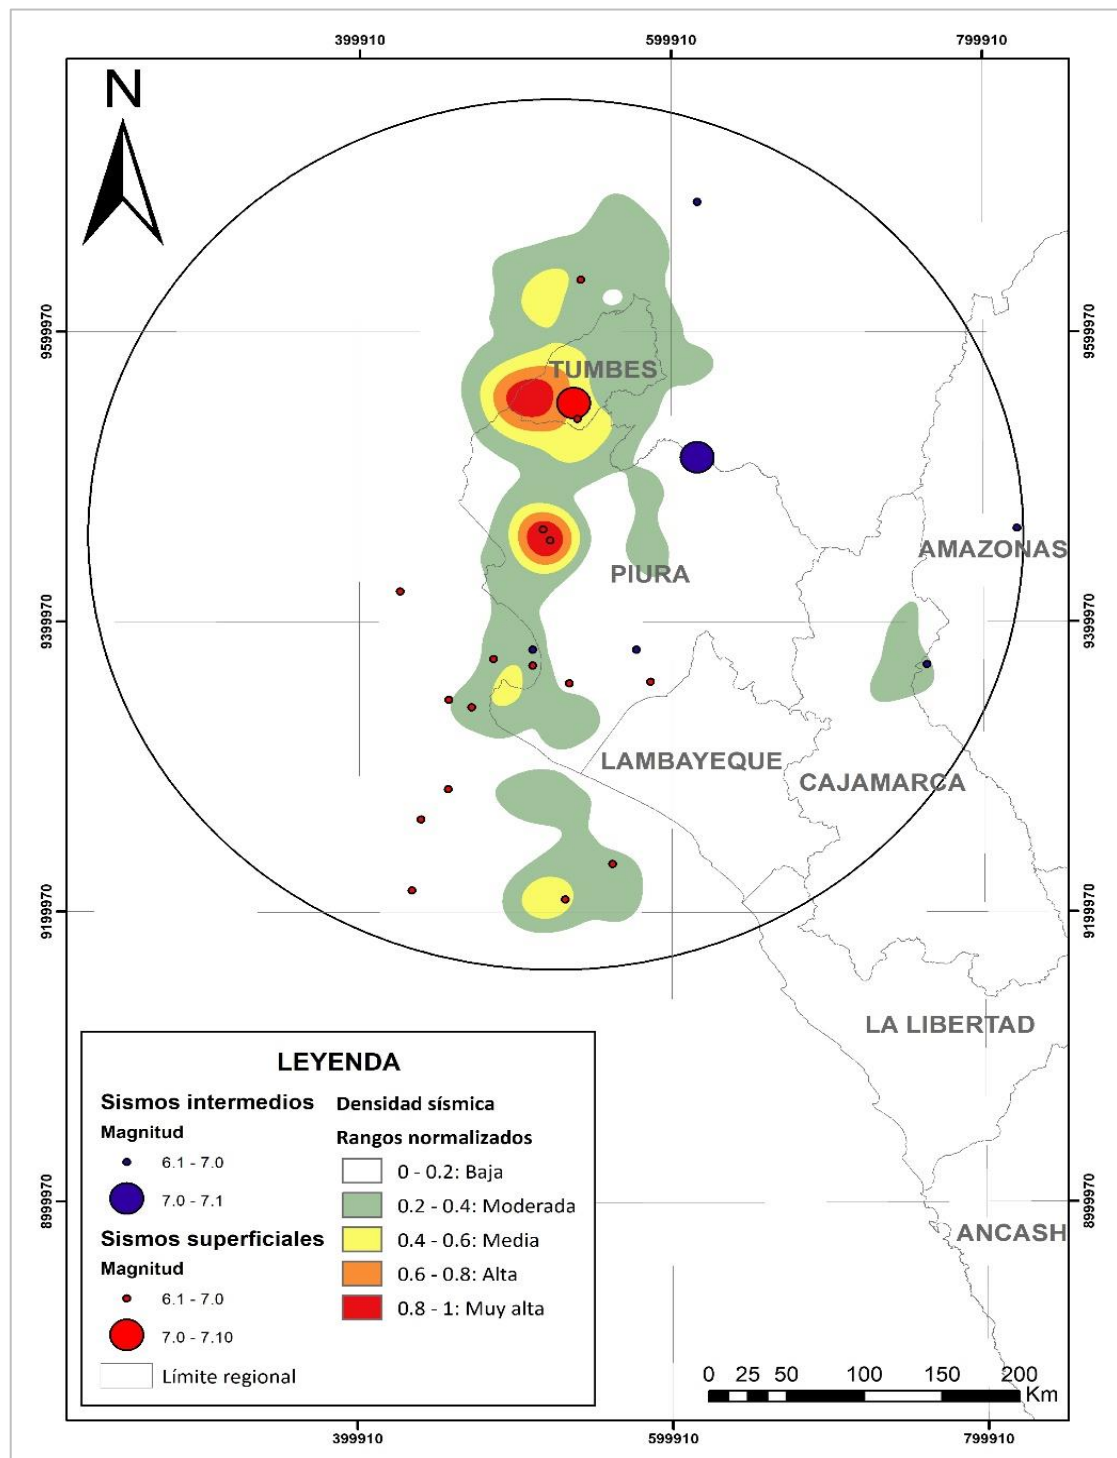 399910 599910 799910
N
9599970 9599970
TUMBES
AMAZONAS
PIURA
9399970 9399970
LAMBAYEQUE
CAJAMARCA
9199970 9199970
LA LIBERTAD
8999970 8999970
ANCASH
LEYENDA
Sismos intermedios
Magnitud
6.1 - 7.0
7.0 - 7.1
Sismos superficiales
Magnitud
6.1 - 7.0
7.0 - 7.10
Límite regional
Densidad sísmica
Rangos normalizados
0 - 0.2: Baja
0.2 - 0.4: Moderada
0.4 - 0.6: Media
0.6 - 0.8: Alta
0.8 - 1: Muy alta
0 25 50 100 150 200
Km
399910 599910 799910